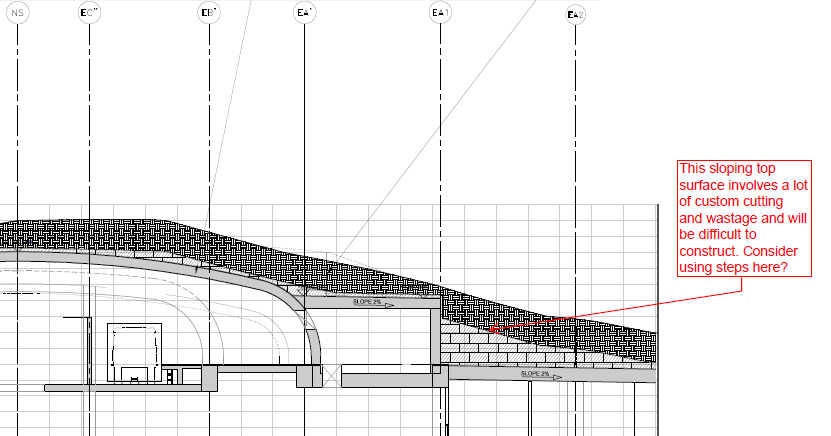 NS
EC"
EB'
EA'
EA1
EA2
This sloping top
surface involves a lot
of custom cutting
and wastage and will
be difficult to
construct. Consider
using steps here?
SLOPE 2%
SLOPE 2%